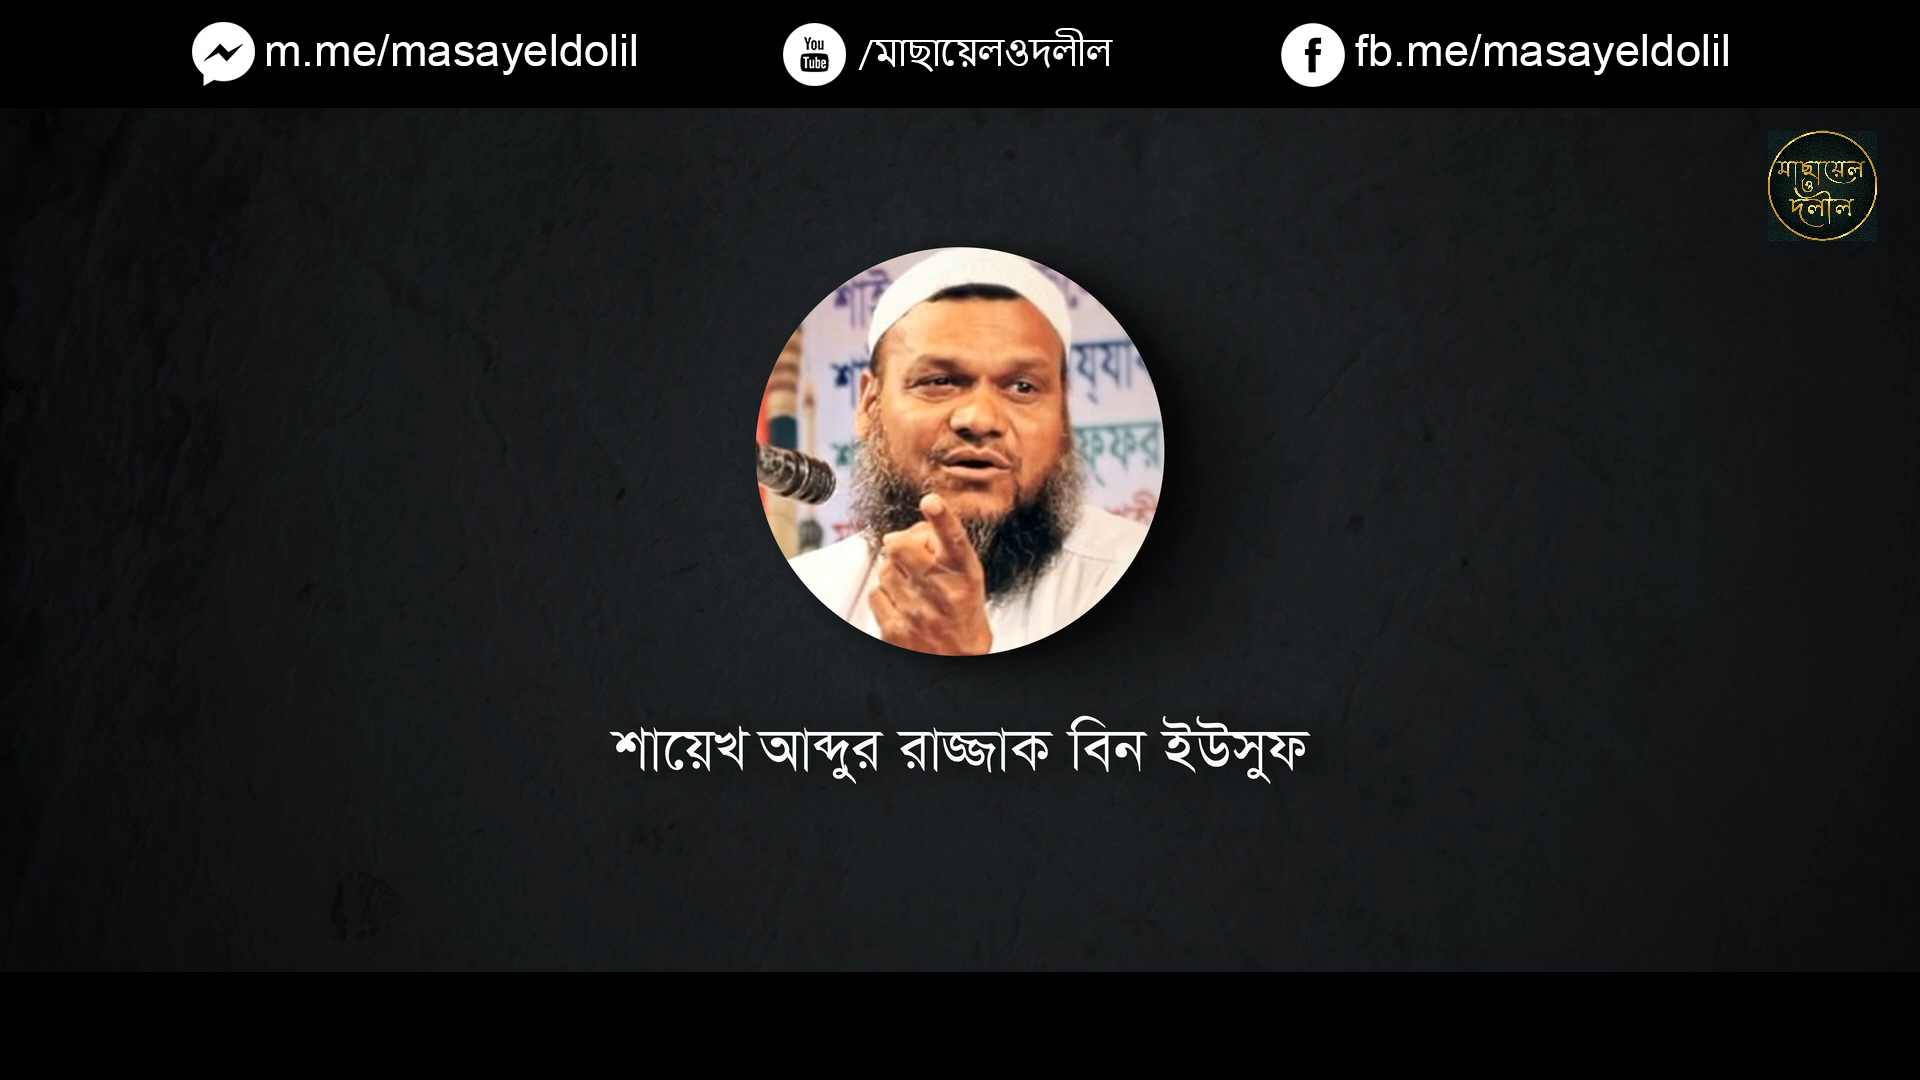 m.me/masayeldolil
You
Tube
/মাছায়েলওদলীল
fb.me/masayeldolil
মাছায়েল
ও
দলীল
শায়েখ আব্দুর রাজ্জাক বিন ইউসুফ